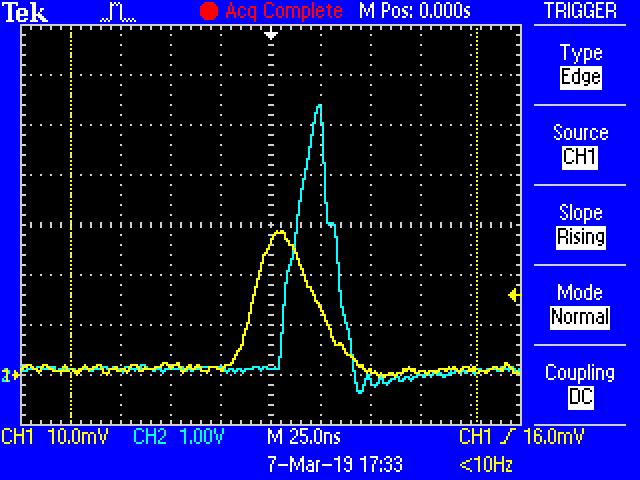 Tek Acq Complete M Pos: 0.000s TRIGGER
Type
Edge
Source
CH1
Slope
Rising
Mode
Normal
Coupling
DC
CH1 10.0mV CH2 1.00V M 25.0ns CH1 16.0mV
7-Mar-19 17:33 <10Hz